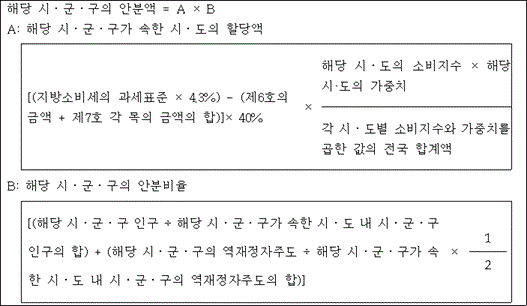 해당 시·군·구의 안분액 = A × B
A: 해당 시·군·구가 속한 시·도의 할당액
[(지방소비세의 과세표준 × 4.3%) - (제6호의
금액 + 제7호 각 목의 금액의 합)]× 40%
×
해당 시·도의 소비지수 × 해당
시·도의 가중치
각 시·도별 소비지수와 가중치를
곱한 값의 전국 합계액
B: 해당 시·군·구의 안분비율
[(해당 시·군·구 인구 ÷ 해당 시·군·구가 속한 시·도 내 시·군·구
인구의 합) + (해당 시·군·구의 역재정자주도 ÷ 해당 시·군·구가 속
한 시·도 내 시·군·구의 역재정자주도의 합)]
×
1
2